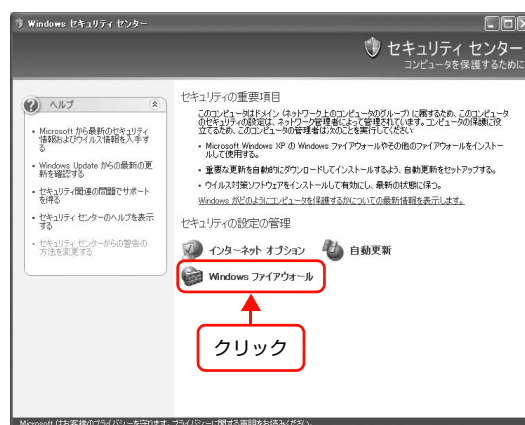 Windows セキュリティ センター
セキュリティ センター
コンピュータを保護するために
ヘルプ
• Microsoft から最新のセキュリティ
情報およびウイルス情報を入手す
る
• Windows Update からの最新の更
新を確認する
• セキュリティ関連の問題でサポート
を得る
• セキュリティ センターのヘルプを表示
する
• セキュリティ センターからの警告の
方法を変更する
セキュリティの重要項目
このコンピュータはドメイン (ネットワーク上のコンピュータのグループ) に属するため、このコンピュータ
のセキュリティの設定は、ネットワーク管理者によって管理されています。コンピュータの保護に役
立てるため、このコンピュータの管理者は次のことを実行してください:
• Microsoft Windows XP の Windows ファイアウォールやその他のファイアウォールをインストー
ルして使用する。
• 重要な更新を自動的にダウンロードしてインストールするよう、自動更新をセットアップする。
• ウイルス対策ソフトウェアをインストールして有効にし、最新の状態に保つ。
Windows がどのようにコンピュータを保護するかについての最新情報を表示します。
セキュリティの設定の管理
インターネット オプション
自動更新
Windows ファイアウォール
クリック
Microsoft はお客様のプライバシーを守ります。プライバシーに関する声明をお読みください。